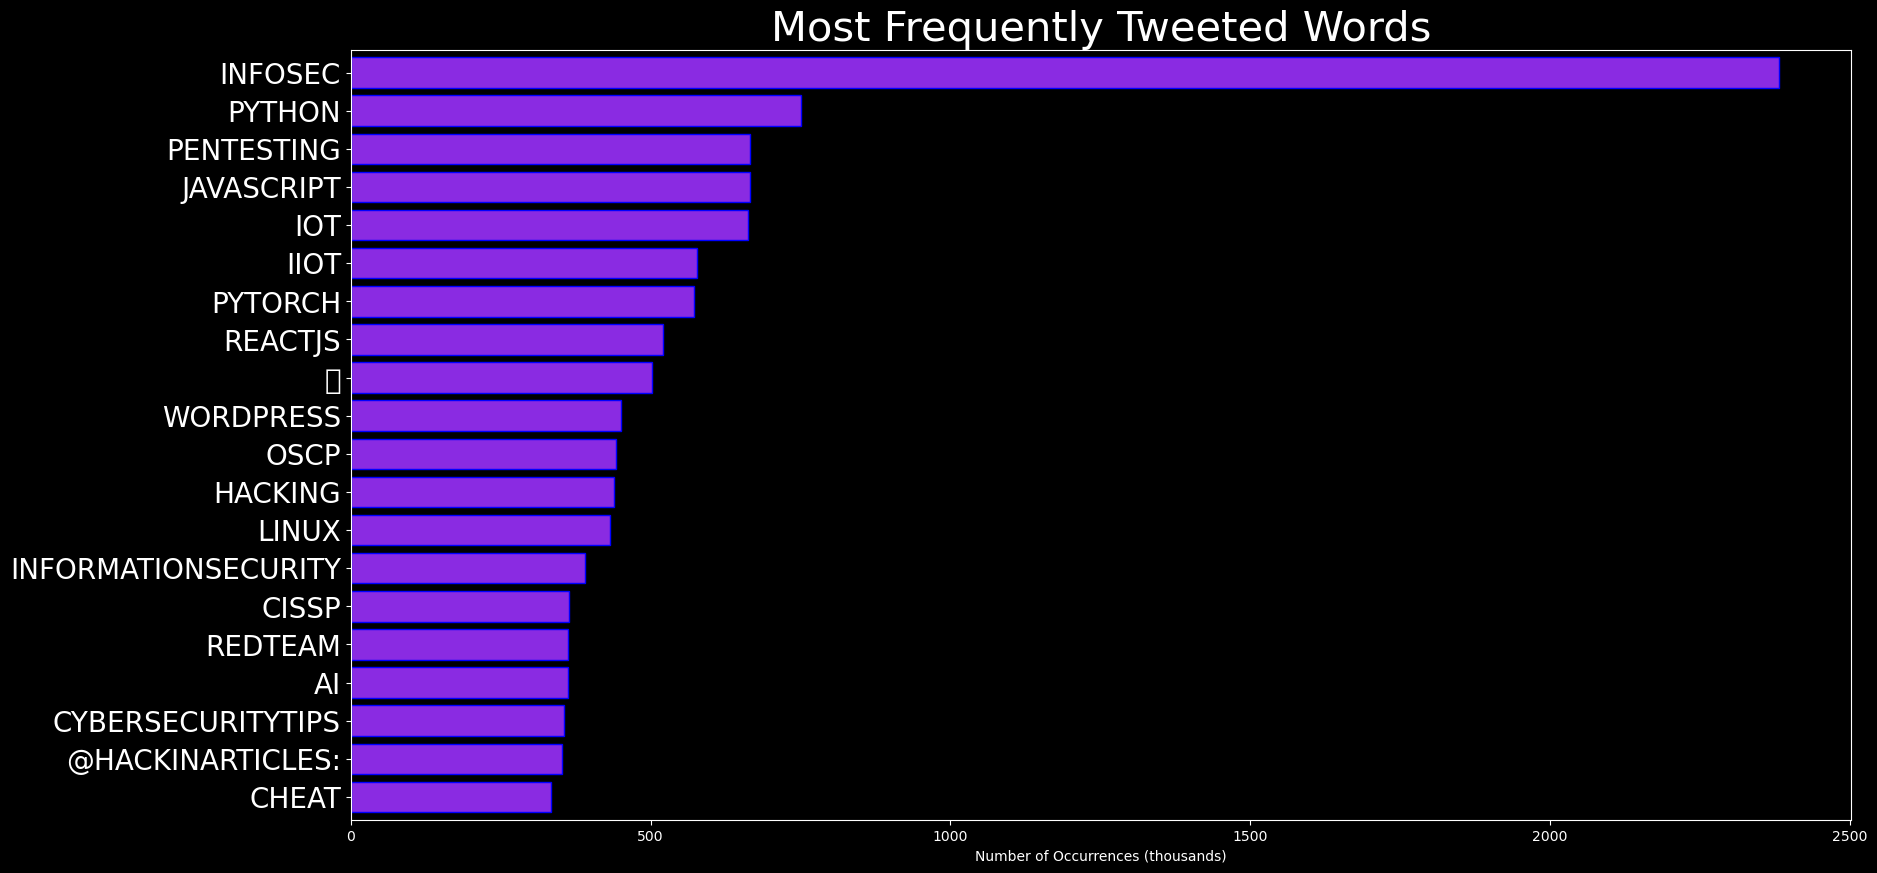 Most Frequently Tweeted Words
INFOSEC
PYTHON
PENTESTING
JAVASCRIPT
IOT
IIOT
PYTORCH
REACTJS
WORDPRESS
OSCP
HACKING
LINUX
INFORMATIONSECURITY
CISSP
REDTEAM
AI
CYBERSECURITYTIPS
@HACKINARTICLES:
CHEAT
0 500 1000 1500 2000 2500
Number of Occurrences (thousands)